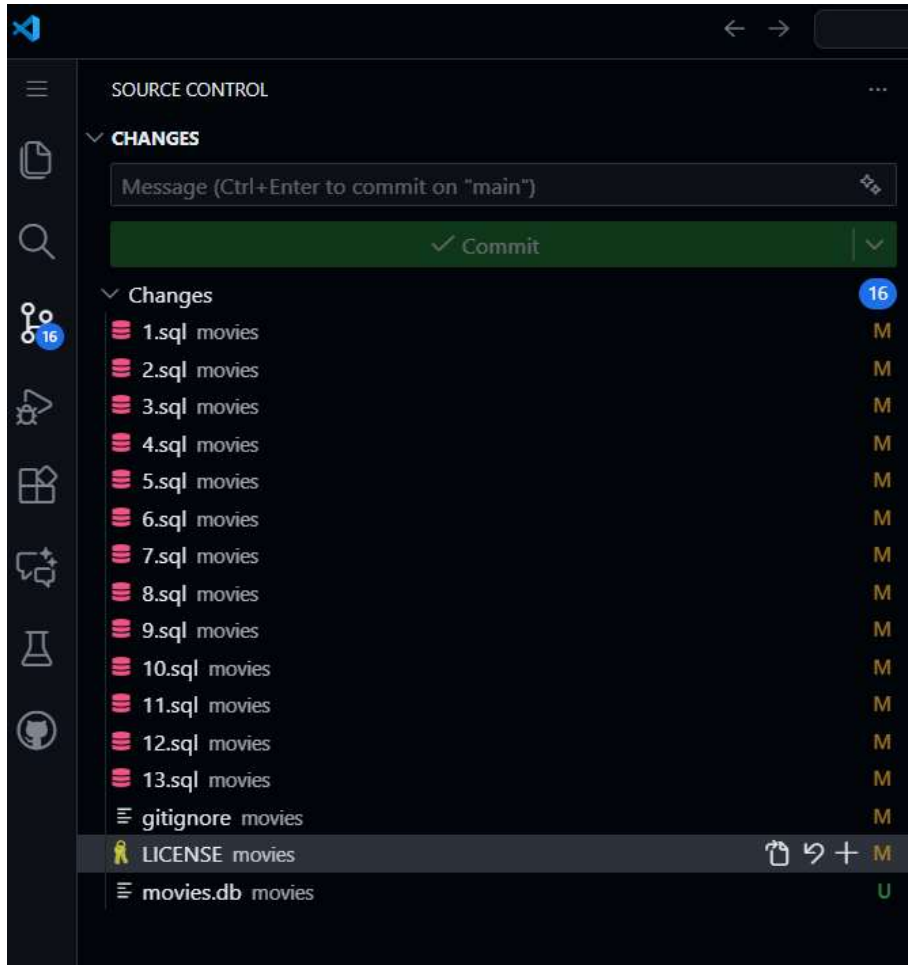 SOURCE CONTROL
CHANGES
Message (Ctrl+Enter to commit on "main")
Commit
Changes 16
16
1.sql movies M
2.sql movies M
3.sql movies M
4.sql movies M
5.sql movies M
6.sql movies M
7.sql movies M
8.sql movies M
9.sql movies M
10.sql movies M
11.sql movies M
12.sql movies M
13.sql movies M
gitignore movies M
LICENSE movies M
movies.db movies U